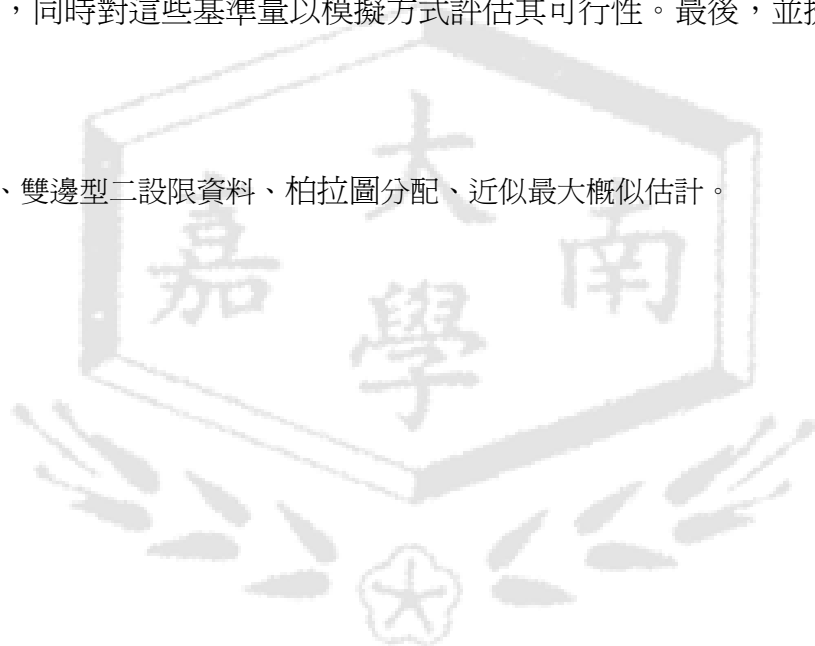 ，同時對這些基準量以模擬方式評估其可行性。最後，並
、雙邊型二設限資料、柏拉圖分配、近似最大概似估計。
大
嘉 南
學